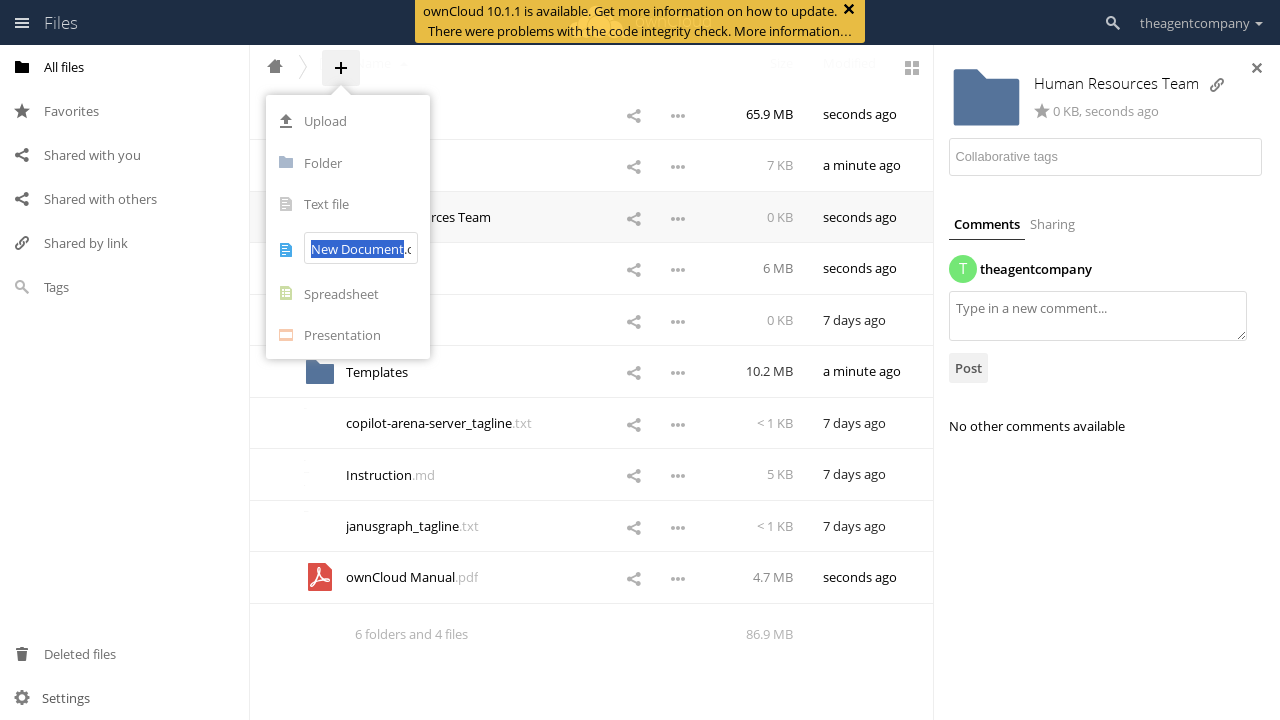 Files
ownCloud 10.1.1 is available. Get more information on how to update.
There were problems with the code integrity check. More information…
theagentcompany
All files
Favorites
Shared with you
Shared with others
Shared by link
Tags
Deleted files
Settings
Upload
Folder
Text file
New Document
Spreadsheet
Presentation
65.9 MB seconds ago
7 KB a minute ago
Team 0 KB seconds ago
6 MB seconds ago
0 KB 7 days ago
Templates 10.2 MB a minute ago
copilot-arena-server_tagline.txt < 1 KB 7 days ago
Instruction.md 5 KB 7 days ago
janusgraph_tagline.txt < 1 KB 7 days ago
ownCloud Manual.pdf 4.7 MB seconds ago
6 folders and 4 files 86.9 MB
Human Resources Team
0 KB, seconds ago
Collaborative tags
Comments Sharing
T theagentcompany
Type in a new comment...
Post
No other comments available